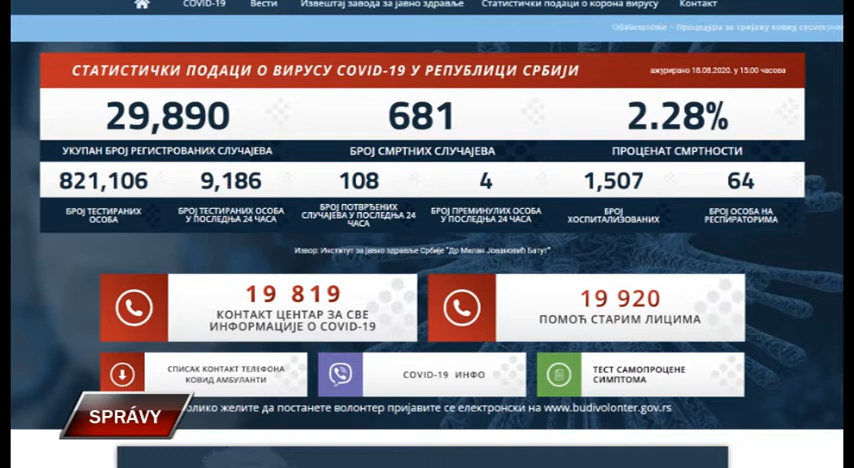 COVID-19 Вести Извештај завода за јавно здравље Статистички подаци о корона вирусу Контакт
Обавештење - Процедура за тријажу
СТАТИСТИЧКИ ПОДАЦИ О ВИРУСУ COVID-19 У РЕПУБЛИЦИ СРБИЈИ
ажурирано 18.08.2020. у 15:00 часова
29,890 681 2.28%
УКУПАН БРОЈ РЕГИСТРОВАНИХ СЛУЧАЈЕВА БРОЈ СМРТНИХ СЛУЧАЈЕВА ПРОЦЕНАТ СМРТНОСТИ
821,106 9,186 108 4 1,507 64
БРОЈ ТЕСТИРАНИХ ОСОБА
БРОЈ ТЕСТИРАНИХ ОСОБА У ПОСЛЕДЊА 24 ЧАСА
БРОЈ ПОТВРЂЕНИХ СЛУЧАЈЕВА У ПОСЛЕДЊА 24 ЧАСА
БРОЈ ПРЕМИНУЛИХ ОСОБА У ПОСЛЕДЊА 24 ЧАСА
БРОЈ ХОСПИТАЛИЗОВАНИХ
БРОЈ ОСОБА НА РЕСПИРАТОРИМА
Извор: Институт за јавно здравље Србије "Др Милан Јовановић Батут"
19 819
КОНТАКТ ЦЕНТАР ЗА СВЕ
ИНФОРМАЦИЈЕ О COVID-19
19 920
ПОМОЋ СТАРИМ ЛИЦИМА
СПИСАК КОНТАКТ ТЕЛЕФОНА
КОВИД АМБУЛАНТИ
COVID-19 ИНФО
ТЕСТ САМОПРОЦЕНЕ
СИМПТОМА
SPRÁVY
олико желите да постанете волонтер пријавите се електронски на www.budivolonter.gov.rs